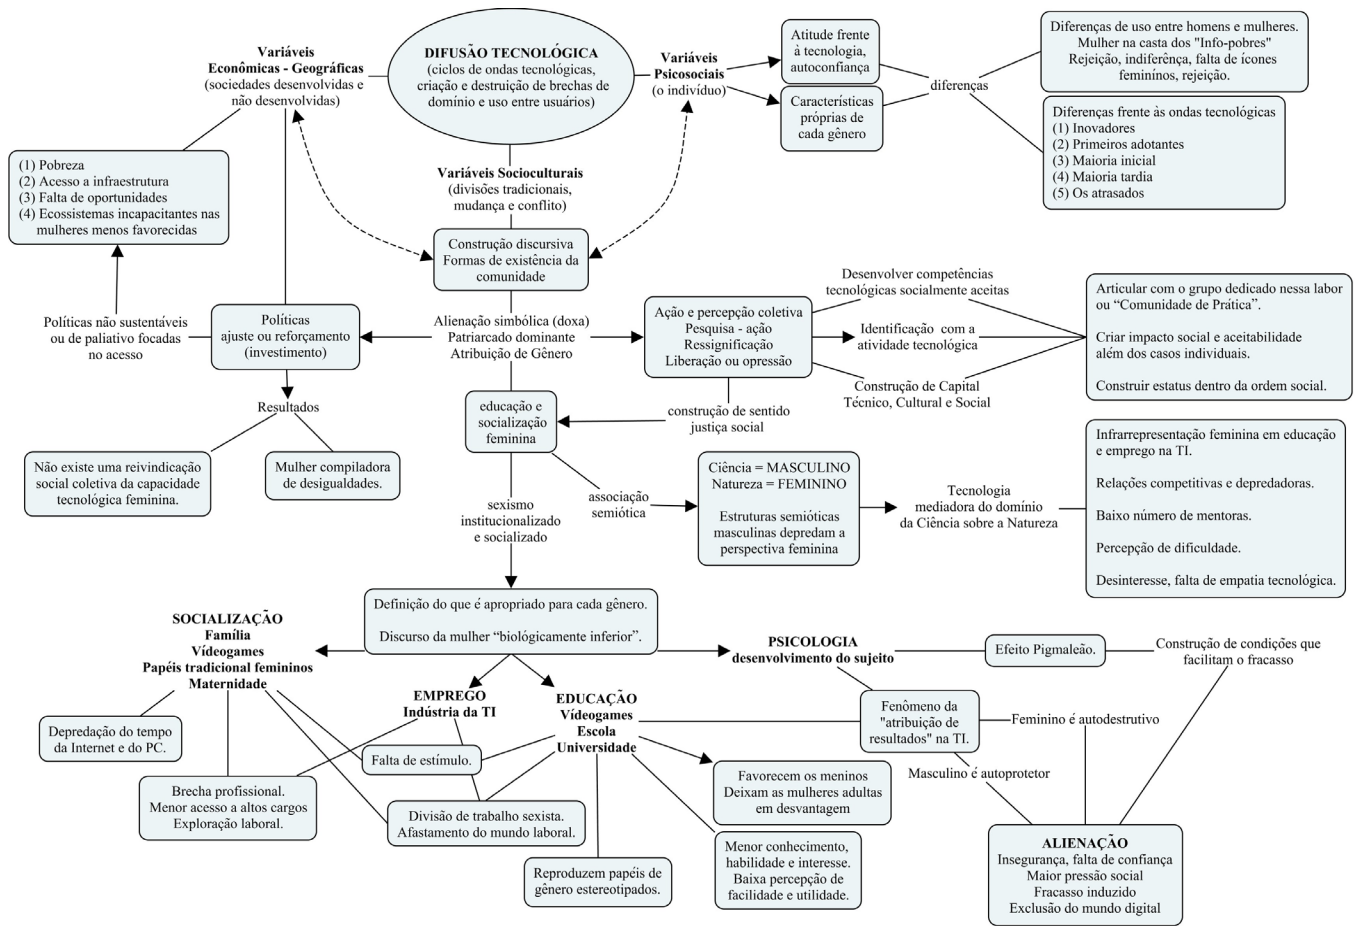 DIFUSÃO TECNOLÓGICA
(ciclos de ondas tecnológicas,
criação e destruição de brechas de
domínio e uso entre usuários)
Variáveis
Econômicas - Geográficas
(sociedades desenvolvidas e
não desenvolvidas)
Variáveis
Psicosociais
(o indivíduo)
Atitude frente
à tecnologia,
autoconfiança
Características
próprias de
cada gênero
diferenças
Diferenças de uso entre homens e mulheres.
Mulher na casta dos "Info-pobres"
Rejeição, indiferênça, falta de ícones
femininos, rejeição.
Diferenças frente às ondas tecnológicas
(1) Inovadores
(2) Primeiros adotantes
(3) Maioria inicial
(4) Maioria tardia
(5) Os atrasados
(1) Pobreza
(2) Acesso a infraestrutura
(3) Falta de oportunidades
(4) Ecossistemas incapacitantes nas
mulheres menos favorecidas
Variáveis Socioculturais
(divisões tradicionais,
mudança e conflito)
Construção discursiva
Formas de existência da
comunidade
Políticas não sustentáveis
ou de paliativo focadas
no acesso
Políticas
ajuste ou reforçamento
(investimento)
Alienação simbólica (doxa)
Patriarcado dominante
Atribuição de Gênero
Ação e percepção coletiva
Pesquisa - ação
Ressignificação
Liberação ou opressão
Desenvolver competências
tecnológicas socialmente aceitas
Identificação com a
atividade tecnológica
Construção de Capital
Técnico, Cultural e Social
Articular com o grupo dedicado nessa labor
ou “Comunidade de Prática”.
Criar impacto social e aceitabilidade
além dos casos individuais.
Construir estatus dentro da ordem social.
Resultados
Não existe uma reivindicação
social coletiva da capacidade
tecnológica feminina.
Mulher compiladora
de desigualdades.
educação e
socialização
feminina
construção de sentido
justiça social
sexismo
institucionalizado
e socializado
associação
semiótica
Ciência = MASCULINO
Natureza = FEMININO
Estruturas semióticas
masculinas depredam a
perspectiva feminina
Tecnologia
mediadora do domínio
da Ciência sobre a Natureza
Infrarrepresentação feminina em educação
e emprego na TI.
Relações competitivas e depredadoras.
Baixo número de mentoras.
Percepção de dificuldade.
Desinteresse, falta de empatia tecnológica.
Definição do que é apropriado para cada gênero.
Discurso da mulher “biológicamente inferior”.
SOCIALIZAÇÃO
Família
Vídeogames
Papéis tradicional femininos
Maternidade
EMPREGO
Indústria da TI
EDUCAÇÃO
Vídeogames
Escola
Universidade
PSICOLOGIA
desenvolvimento do sujeito
Efeito Pigmaleão.
Construção de condições que
facilitam o fracasso
Fenômeno da
"atribuição de
resultados" na TI.
Feminino é autodestrutivo
Masculino é autoprotetor
Depredação do tempo
da Internet e do PC.
Falta de estímulo.
Brecha profissional.
Menor acesso a altos cargos
Exploração laboral.
Divisão de trabalho sexista.
Afastamento do mundo laboral.
Reproduzem papéis de
gênero estereotipados.
Favorecem os meninos
Deixam as mulheres adultas
em desvantagem
Menor conhecimento,
habilidade e interesse.
Baixa percepção de
facilidade e utilidade.
ALIENAÇÃO
Insegurança, falta de confiança
Maior pressão social
Fracasso induzido
Exclusão do mundo digital